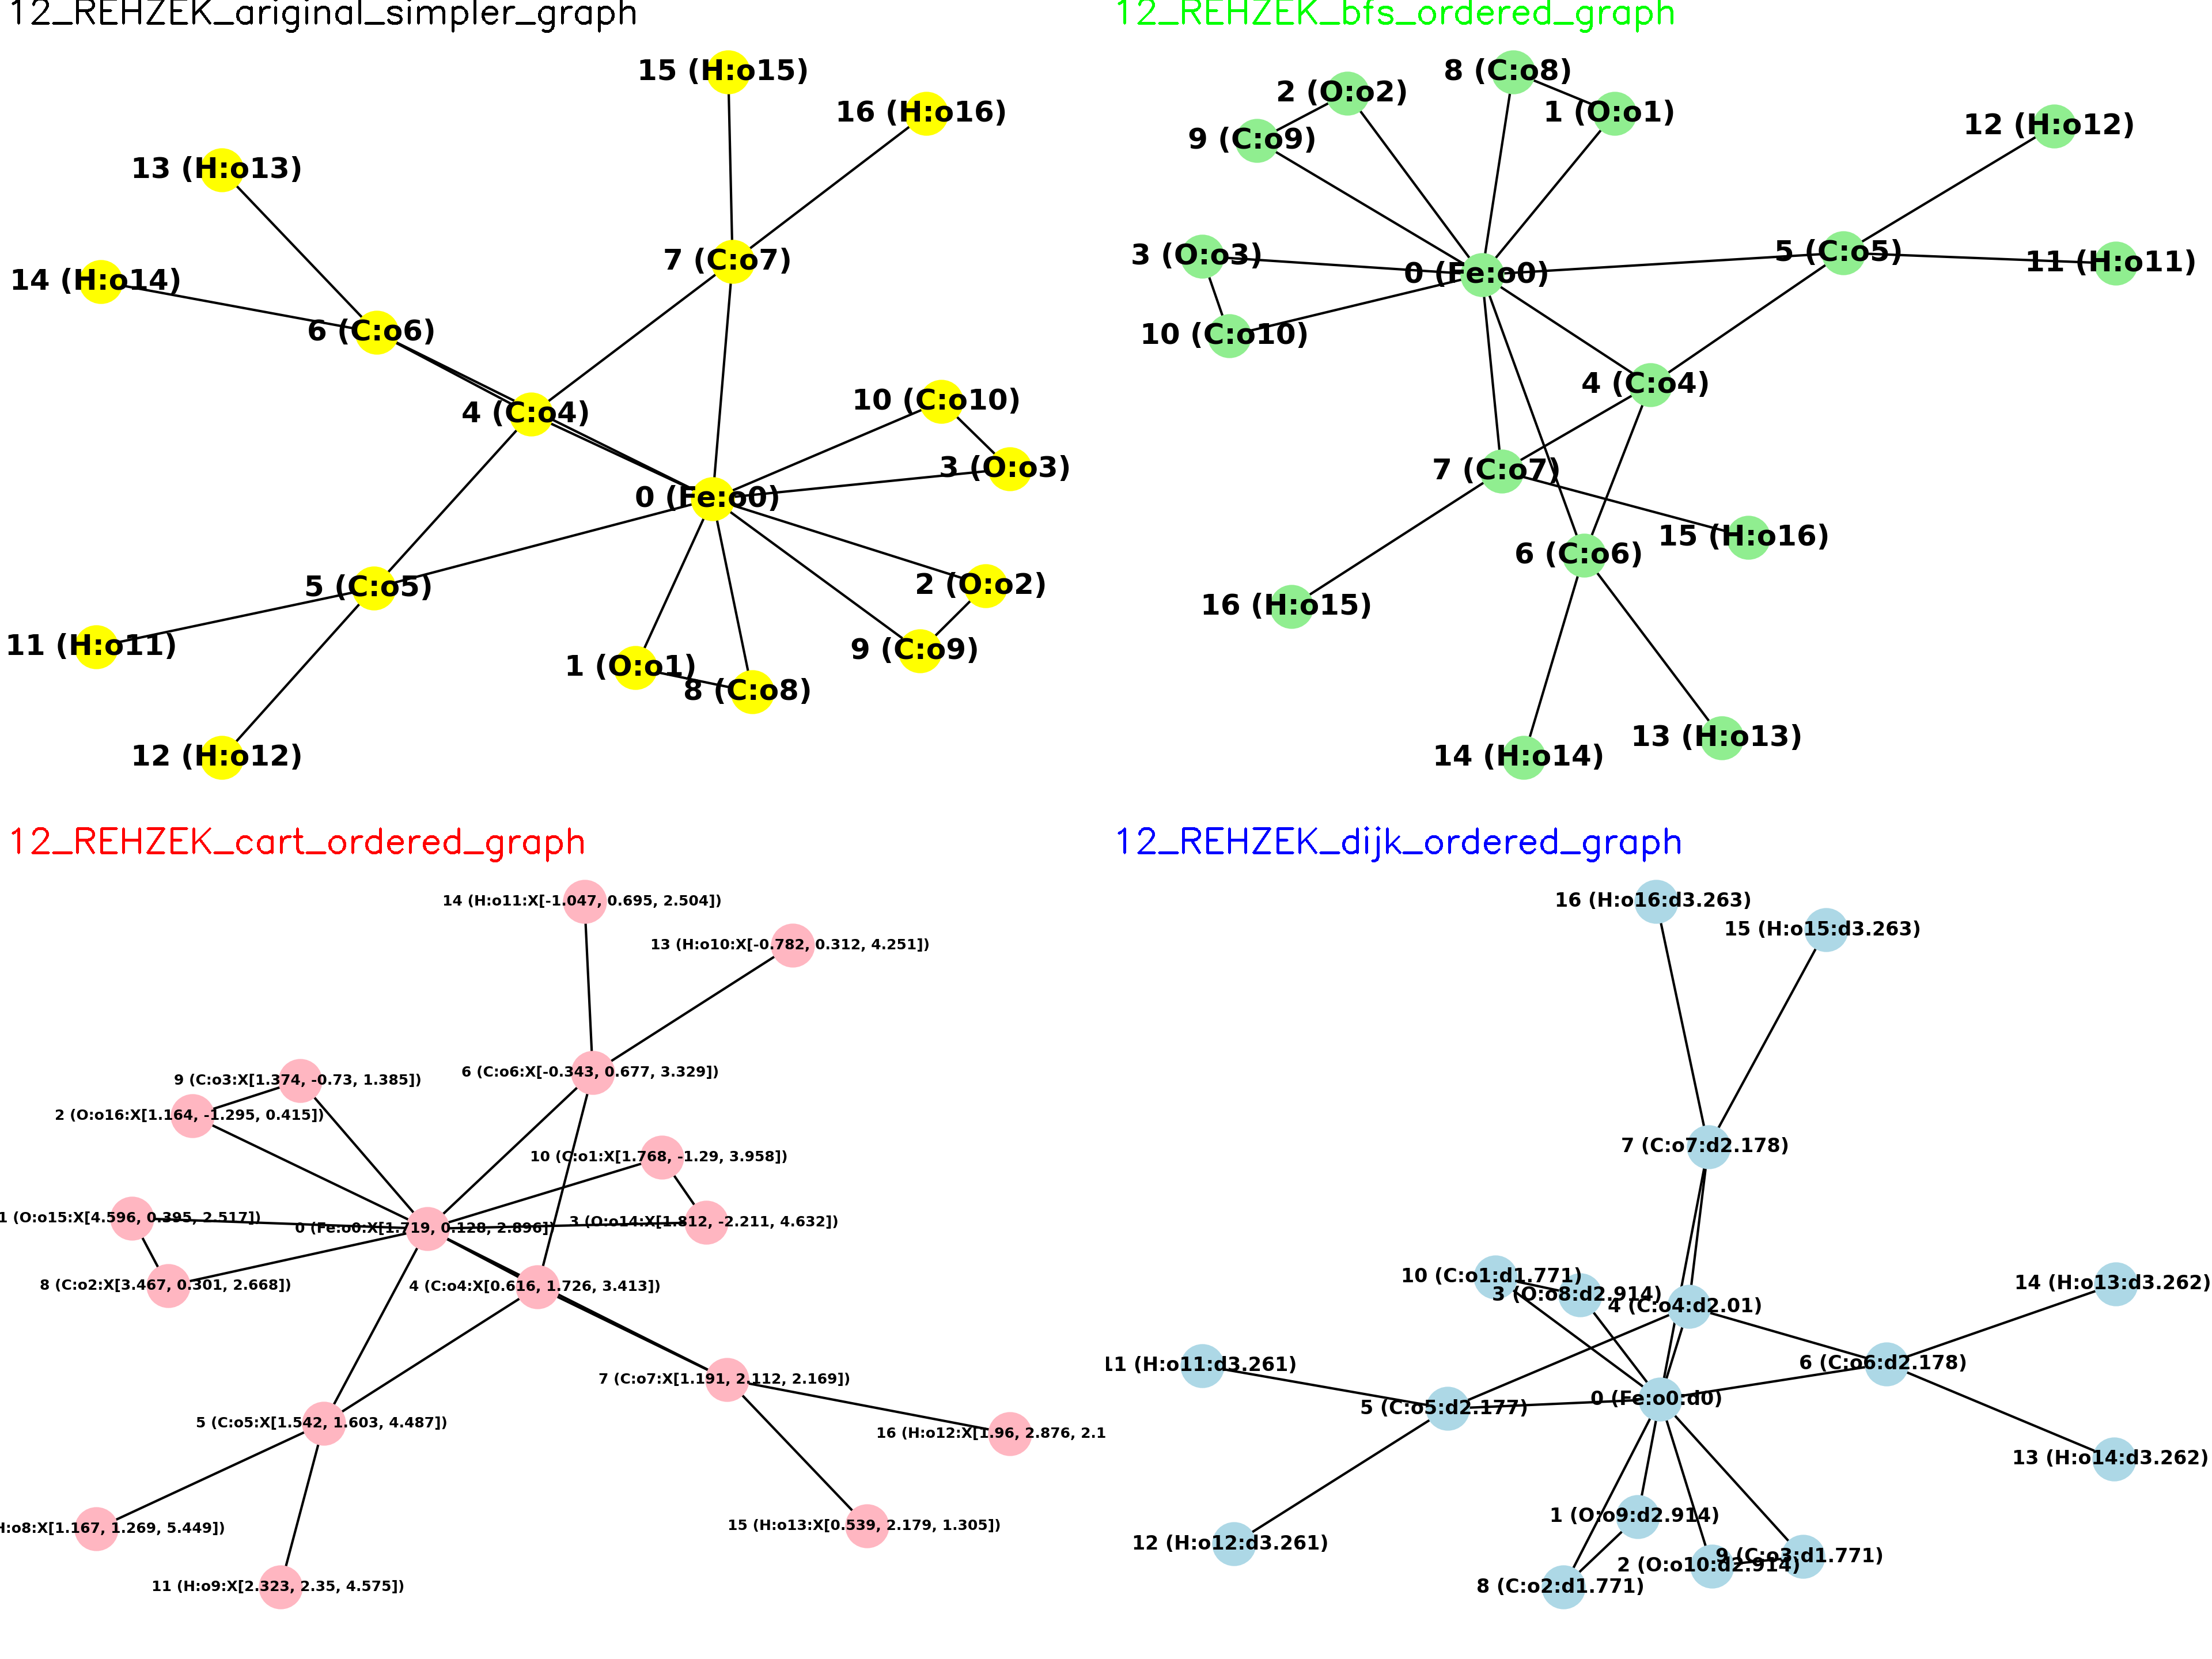 12_REHZEK_ariginal_simpler_graph
15 (H:o15)
16 (H:o16)
13 (H:o13)
7 (C:o7)
14 (H:o14)
6 (C:o6)
10 (C:o10)
4 (C:o4)
3 (O:o3)
0 (Fe:o0)
5 (C:o5)
2 (O:o2)
11 (H:o11)
9 (C:o9)
1 (O:o1)
8 (C:o8)
12 (H:o12)
12_REHZEK_bfs_ordered_graph
8 (C:o8)
2 (O:o2)
1 (O:o1)
12 (H:o12)
9 (C:o9)
3 (O:o3)
5 (C:o5)
11 (H:o11)
0 (Fe:o0)
10 (C:o10)
4 (C:o4)
7 (C:o7)
15 (H:o16)
6 (C:o6)
16 (H:o15)
13 (H:o13)
14 (H:o14)
12_REHZEK_cart_ordered_graph
14 (H:o11:X[-1.047, 0.695, 2.504])
13 (H:o10:X[-0.782, 0.312, 4.251])
6 (C:o6:X[-0.343, 0.677, 3.329])
9 (C:o3:X[1.374, -0.73, 1.385])
2 (O:o16:X[1.164, -1.295, 0.415])
10 (C:o1:X[1.768, -1.29, 3.958])
1 (O:o15:X[4.596, 0.395, 2.517])
3 (O:o14:X[1.812, -2.211, 4.632])
0 (Fe:o0:X[1.719, 0.128, 2.896])
8 (C:o2:X[3.467, 0.301, 2.668])
4 (C:o4:X[0.616, 1.726, 3.413])
7 (C:o7:X[1.191, 2.112, 2.169])
5 (C:o5:X[1.542, 1.603, 4.487])
16 (H:o12:X[1.96, 2.876, 2.1
H:o8:X[1.167, 1.269, 5.449])
15 (H:o13:X[0.539, 2.179, 1.305])
11 (H:o9:X[2.323, 2.35, 4.575])
12_REHZEK_dijk_ordered_graph
16 (H:o16:d3.263)
15 (H:o15:d3.263)
7 (C:o7:d2.178)
10 (C:o1:d1.771)
14 (H:o13:d3.262)
3 (O:o8:d2.914)
4 (C:o4:d2.01)
11 (H:o11:d3.261)
6 (C:o6:d2.178)
0 (Fe:o0:d0)
5 (C:o5:d2.177)
13 (H:o14:d3.262)
1 (O:o9:d2.914)
12 (H:o12:d3.261)
9 (C:o3:d1.771)
2 (O:o10:d2.914)
8 (C:o2:d1.771)